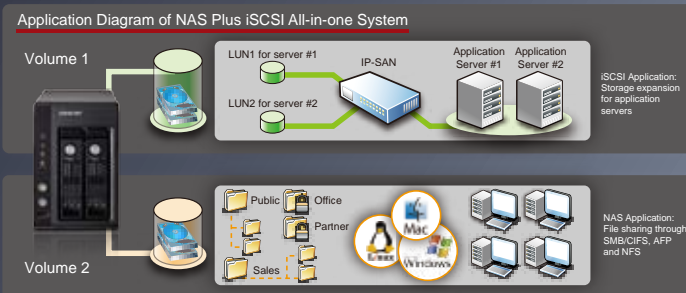 Application Diagram of NAS Plus iSCSI All-in-one System
Volume 1
LUN1 for server #1
LUN2 for server #2
IP-SAN
Application
Server #1
Application
Server #2
iSCSI Application:
Storage expansion
for application
servers
Public
Office
Partner
Sales
Linux
Mac
Windows
NAS Application:
File sharing through
SMB/CIFS, AFP
and NFS
Volume 2